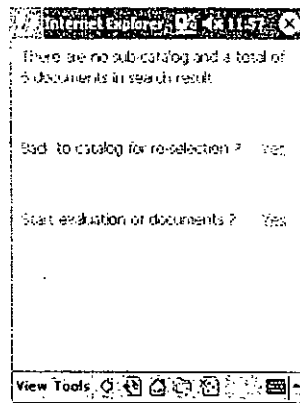 Internet Explorer 11:57
There are no sub-catalog and a total of
6 documents in search result
Back to catalog for re-selection ? Yes
Start evaluation of documents ? Yes
View Tools